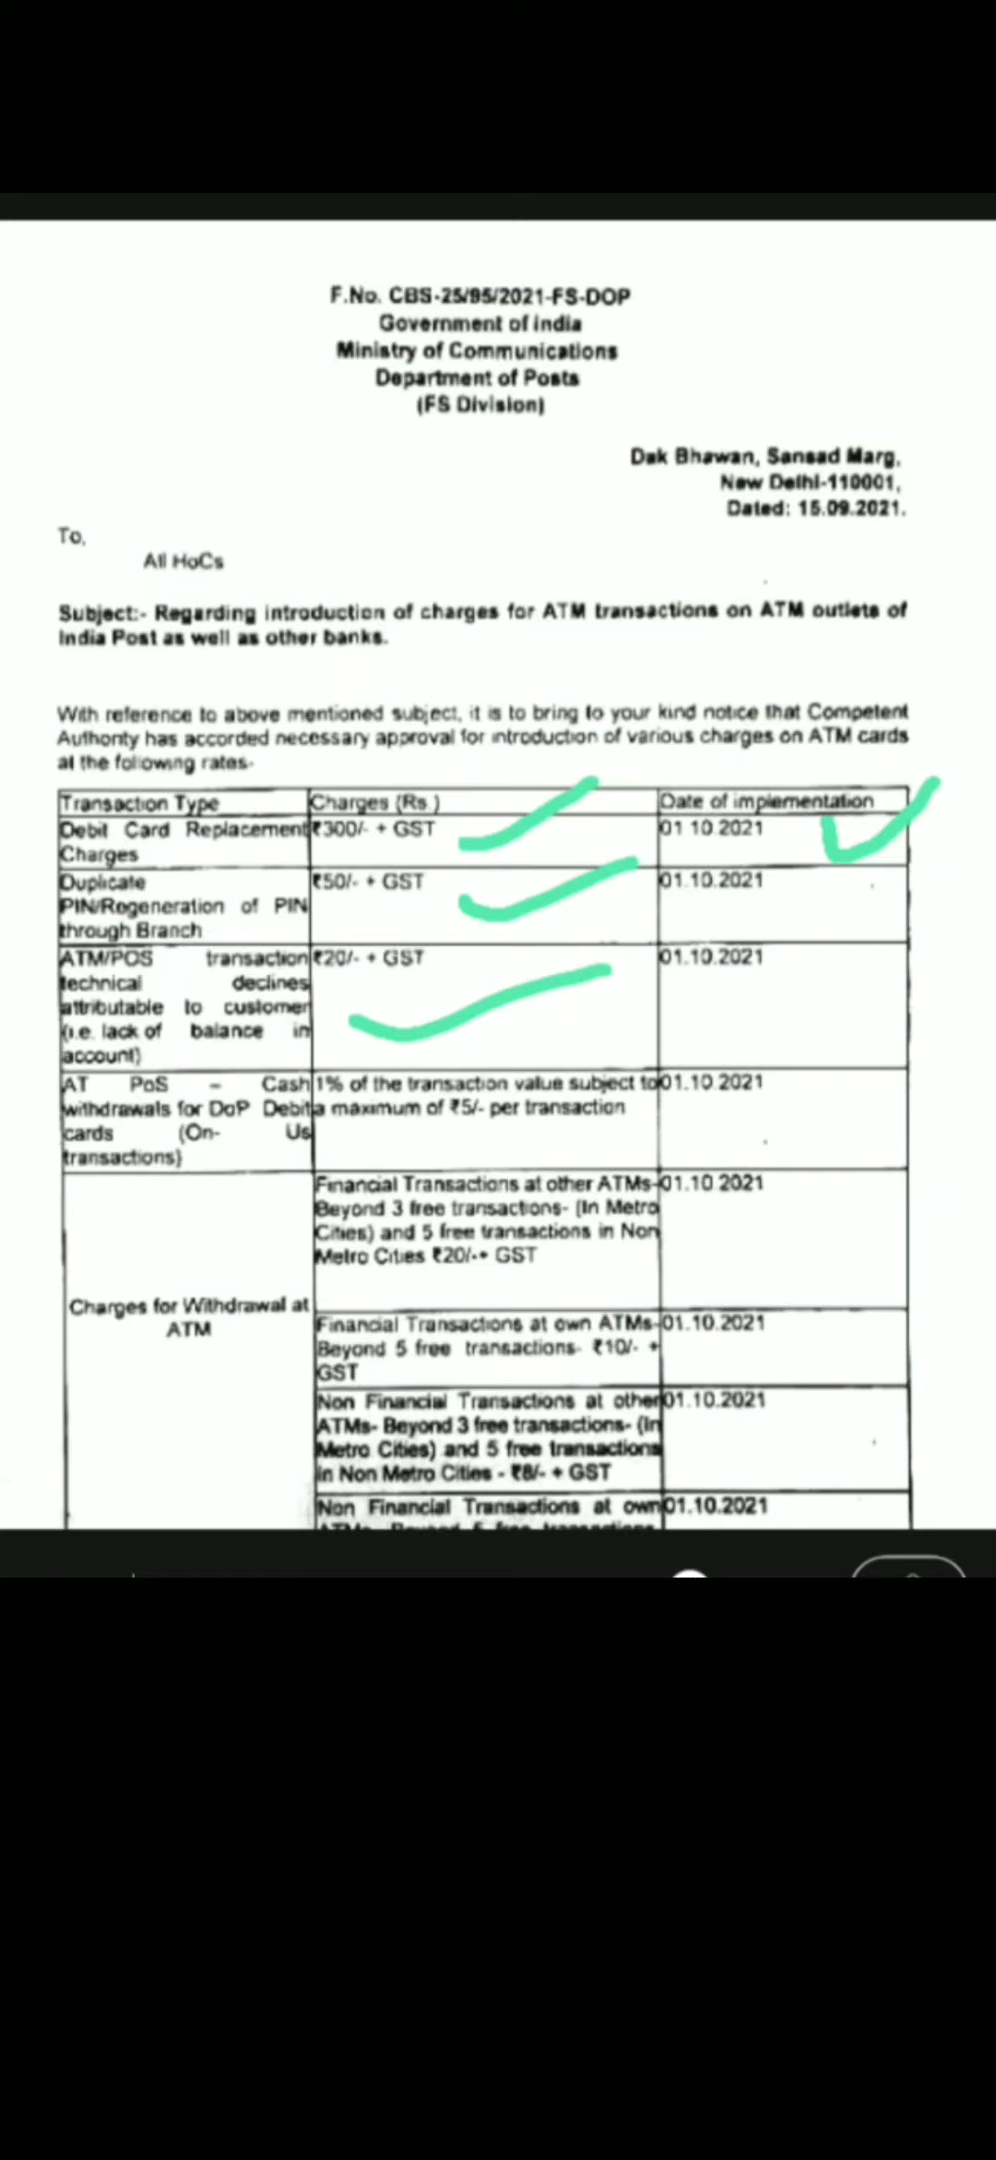 F.No. CBS-25/95/2021-FS-DOP
Government of India
Ministry of Communications
Department of Posts
(FS Division)
Dak Bhawan, Sansad Marg,
New Delhi-110001,
Dated: 15.09.2021.
To,
All HoCs
Subject:- Regarding introduction of charges for ATM transactions on ATM outlets of
India Post as well as other banks.
With reference to above mentioned subject, it is to bring to your kind notice that Competent
Authority has accorded necessary approval for introduction of various charges on ATM cards
at the following rates-
Transaction Type Charges (Rs.) Date of implementation
Debit Card Replacement ₹300/- + GST 01.10.2021
Charges
Duplicate ₹50/- + GST 01.10.2021
PIN/Regeneration of PIN
through Branch
ATM/POS transaction ₹20/- + GST 01.10.2021
technical declines
attributable to customer
(i.e. lack of balance in
account)
AT PoS – Cash 1% of the transaction value subject to 01.10.2021
withdrawals for DoP Debit a maximum of ₹5/- per transaction
cards (On- Us
transactions)
Charges for Withdrawal at
ATM
Financial Transactions at other ATMs- 01.10.2021
Beyond 3 free transactions- (In Metro
Cities) and 5 free transactions in Non
Metro Cities ₹20/-+ GST
Financial Transactions at own ATMs- 01.10.2021
Beyond 5 free transactions- ₹10/- +
GST
Non Financial Transactions at other 01.10.2021
ATMs- Beyond 3 free transactions- (In
Metro Cities) and 5 free transactions
in Non Metro Cities - ₹8/- + GST
Non Financial Transactions at own 01.10.2021
ATMs- Beyond 5 free transactions